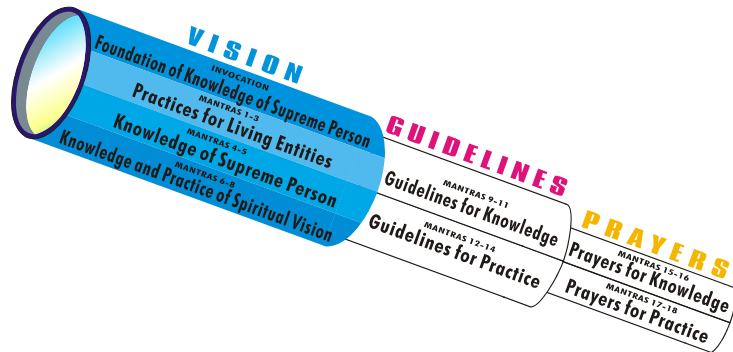 VISION
INVOCATION
Foundation of Knowledge of Supreme Person
MANTRAS 1-3
Practices for Living Entities
MANTRAS 4-5
Knowledge of Supreme Person
MANTRAS 6-8
Knowledge and Practice of Spiritual Vision
GUIDELINES
MANTRAS 9-11
Guidelines for Knowledge
MANTRAS 12-14
Guidelines for Practice
PRAYERS
MANTRAS 15-16
Prayers for Knowledge
MANTRAS 17-18
Prayers for Practice